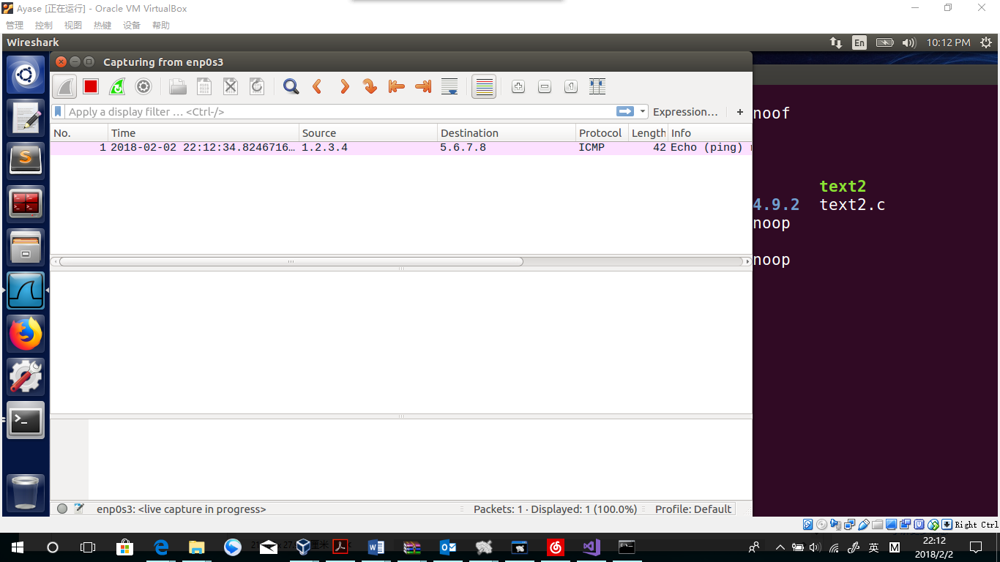 Ayase [正在运行] - Oracle VM VirtualBox
管理 控制 视图 热键 设备 帮助
Wireshark En 10:12 PM
Capturing from enp0s3
Apply a display filter … <Ctrl-/> Expression… +
noof
No. Time Source Destination Protocol Length Info
1 2018-02-02 22:12:34.8246716… 1.2.3.4 5.6.7.8 ICMP 42 Echo (ping)
text2
4.9.2 text2.c
noop
noop
enp0s3: <live capture in progress> Packets: 1 · Displayed: 1 (100.0%) Profile: Default
Right Ctrl
英 M 22:12
2018/2/2